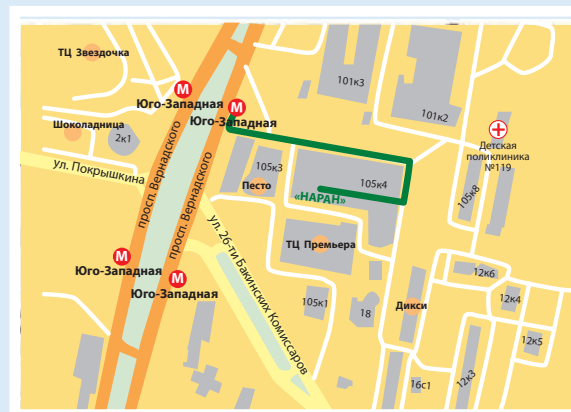 ТЦ Звездочка
М
Юго-Западная
М
Юго-Западная
101к3
101к2
Шоколадница
2к1
Детская
поликлиника
№119
ул. Покрышкина
просп. Вернадского
просп. Вернадского
105к3
Песто
105к4
«НАРАН»
105к8
ул. 26-ти Бакинских Комиссаров
ТЦ Премьера
М
Юго-Западная
М
Юго-Западная
12к6
12к4
105к1
18
Дикси
12к5
16с1
12к3